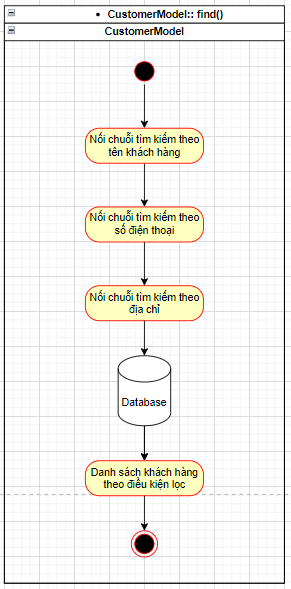 • CustomerModel:: find()
CustomerModel
Nối chuỗi tìm kiếm theo
tên khách hàng
Nối chuỗi tìm kiếm theo
số điện thoại
Nối chuỗi tìm kiếm theo
địa chỉ
Database
Danh sách khách hàng
theo điều kiện lọc